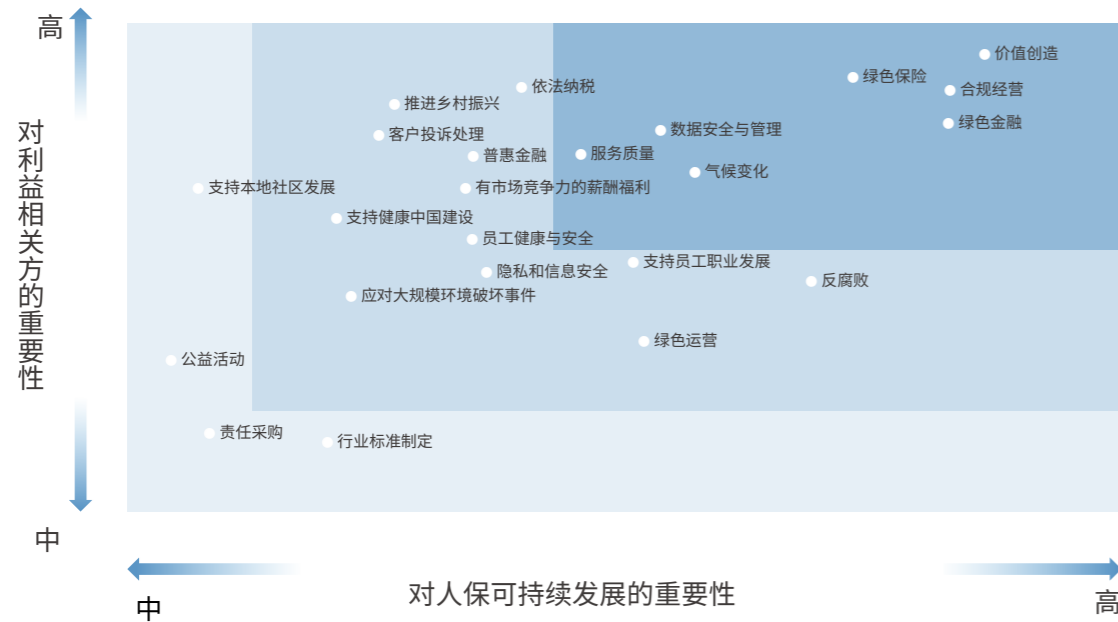 高
对利益相关方的重要性
中
价值创造
绿色保险
合规经营
依法纳税
推进乡村振兴
绿色金融
数据安全与管理
客户投诉处理
服务质量
普惠金融
气候变化
支持本地社区发展
有市场竞争力的薪酬福利
支持健康中国建设
员工健康与安全
支持员工职业发展
隐私和信息安全
反腐败
应对大规模环境破坏事件
绿色运营
公益活动
责任采购
行业标准制定
中
对人保可持续发展的重要性
高